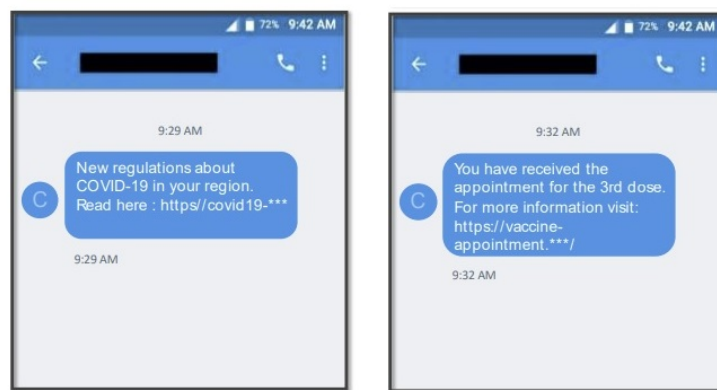 72% 9:42 AM
9:29 AM
New regulations about
COVID-19 in your region.
Read here : https//covid19-***
C
9:29 AM
72% 9:42 AM
9:32 AM
You have received the
appointment for the 3rd dose.
For more information visit:
https://vaccine-
appointment.***/
C
9:32 AM